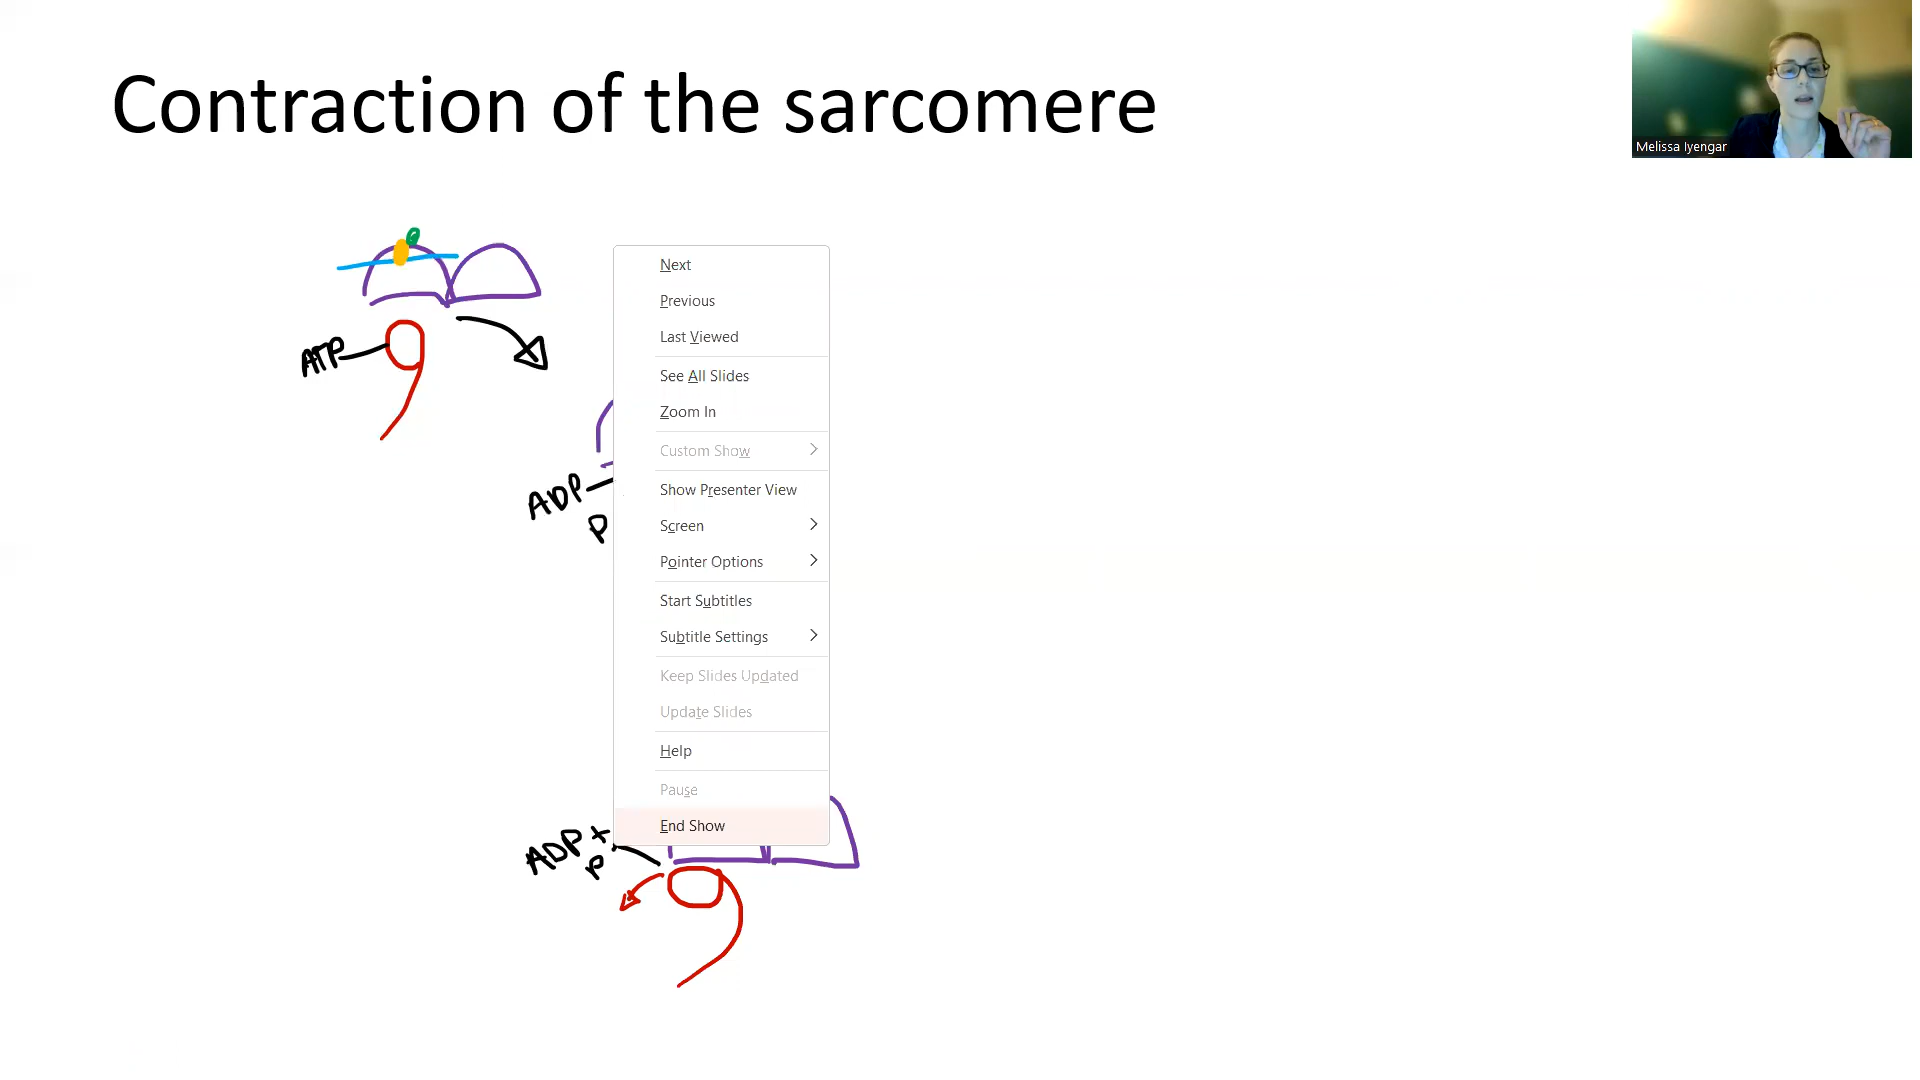 Contraction of the sarcomere
Melissa Iyengar
ATP
ADP
P
Next
Previous
Last Viewed
See All Slides
Zoom In
Custom Show
Show Presenter View
Screen
Pointer Options
Start Subtitles
Subtitle Settings
Keep Slides Updated
Update Slides
Help
Pause
End Show
ADP +
P